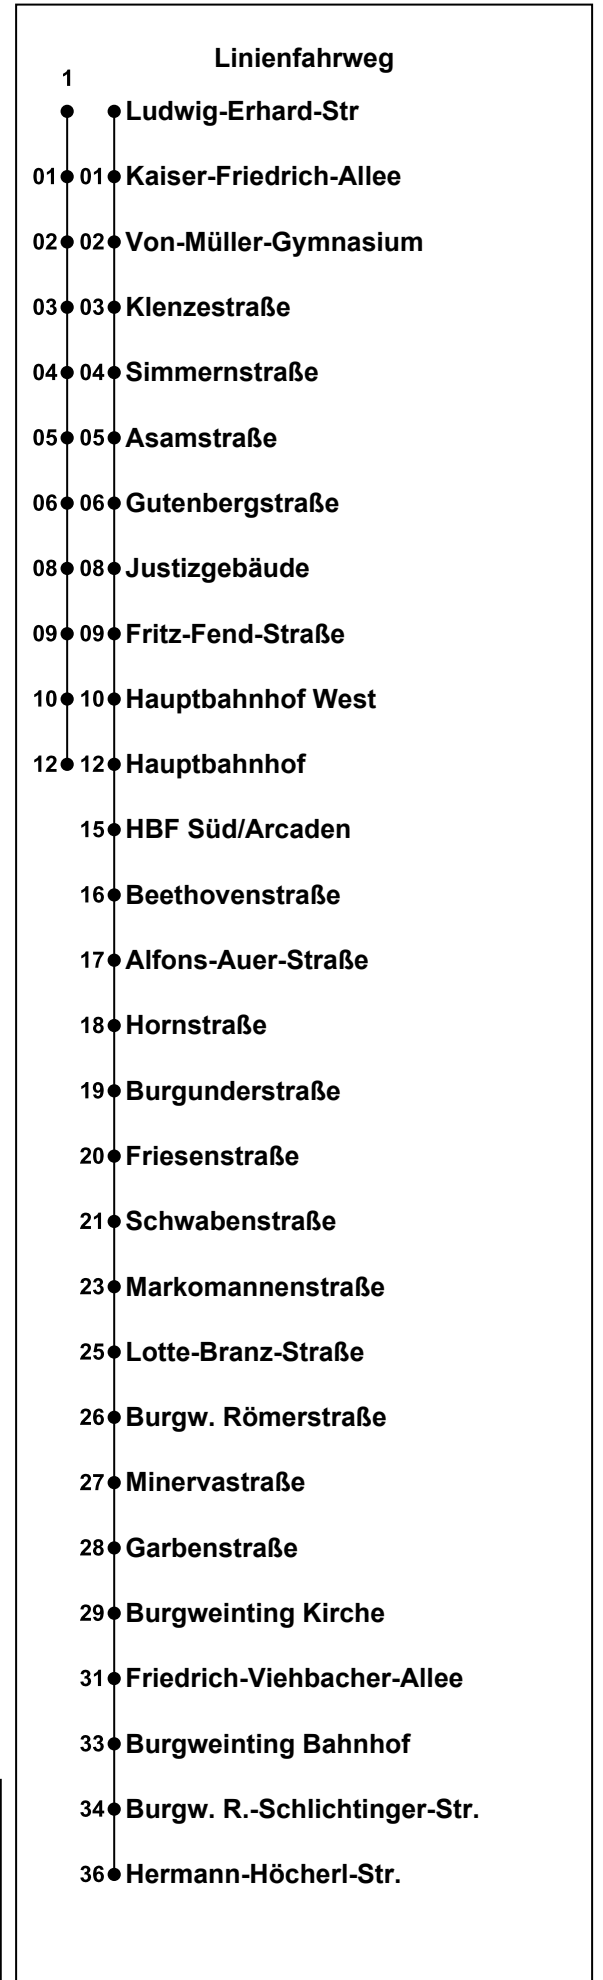 Linienfahrweg
1
Ludwig-Erhard-Str
01 01 Kaiser-Friedrich-Allee
02 02 Von-Müller-Gymnasium
03 03 Klenzestraße
04 04 Simmernstraße
05 05 Asamstraße
06 06 Gutenbergstraße
08 08 Justizgebäude
09 09 Fritz-Fend-Straße
10 10 Hauptbahnhof West
12 12 Hauptbahnhof
15 HBF Süd/Arcaden
16 Beethovenstraße
17 Alfons-Auer-Straße
18 Hornstraße
19 Burgunderstraße
20 Friesenstraße
21 Schwabenstraße
23 Markomannenstraße
25 Lotte-Branz-Straße
26 Burgw. Römerstraße
27 Minervastraße
28 Garbenstraße
29 Burgweinting Kirche
31 Friedrich-Viehbacher-Allee
33 Burgweinting Bahnhof
34 Burgw. R.-Schlichtinger-Str.
36 Hermann-Höcherl-Str.